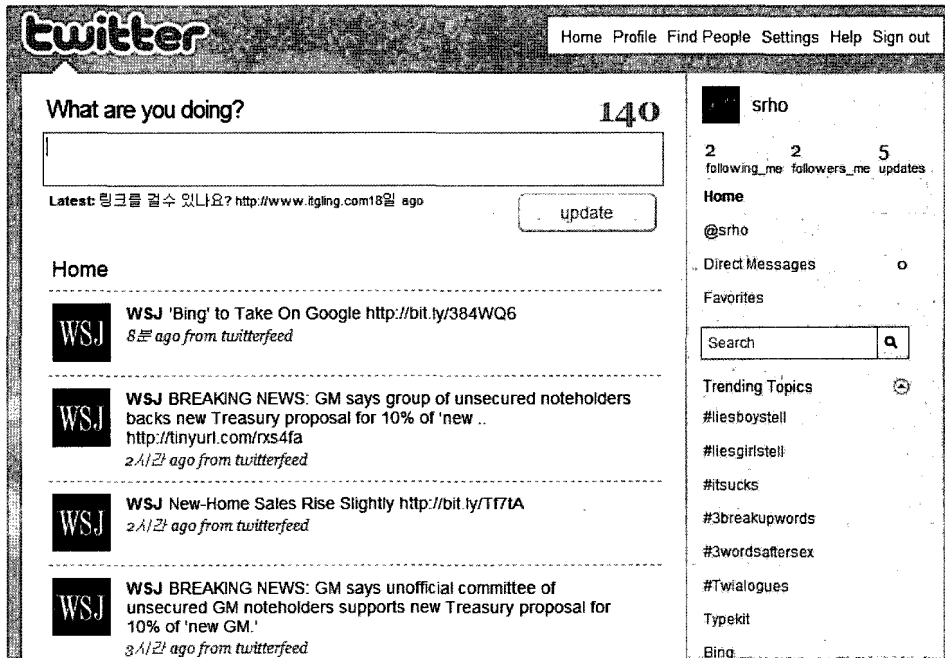 twitter
Home Profile Find People Settings Help Sign out
What are you doing?
140
Latest: 링크를 걸수 있나요? http://www.itgling.com18일 ago
update
Home
WSJ
WSJ 'Bing' to Take On Google http://bit.ly/384WQ6
8분 ago from twitterfeed
WSJ
WSJ BREAKING NEWS: GM says group of unsecured noteholders
backs new Treasury proposal for 10% of 'new ..
http://tinyurl.com/rxs4fa
2시간 ago from twitterfeed
WSJ
WSJ New-Home Sales Rise Slightly http://bit.ly/Tf7tA
2시간 ago from twitterfeed
WSJ
WSJ BREAKING NEWS: GM says unofficial committee of
unsecured GM noteholders supports new Treasury proposal for
10% of 'new GM.'
3시간 ago from twitterfeed
srho
2 2 5
following_me followers_me updates
Home
@srho
Direct Messages 0
Favorites
Search
Trending Topics
#liesboystell
#liesgirlstell
#itsucks
#3breakupwords
#3wordsaftersex
#Twialogues
Typekit
Bing